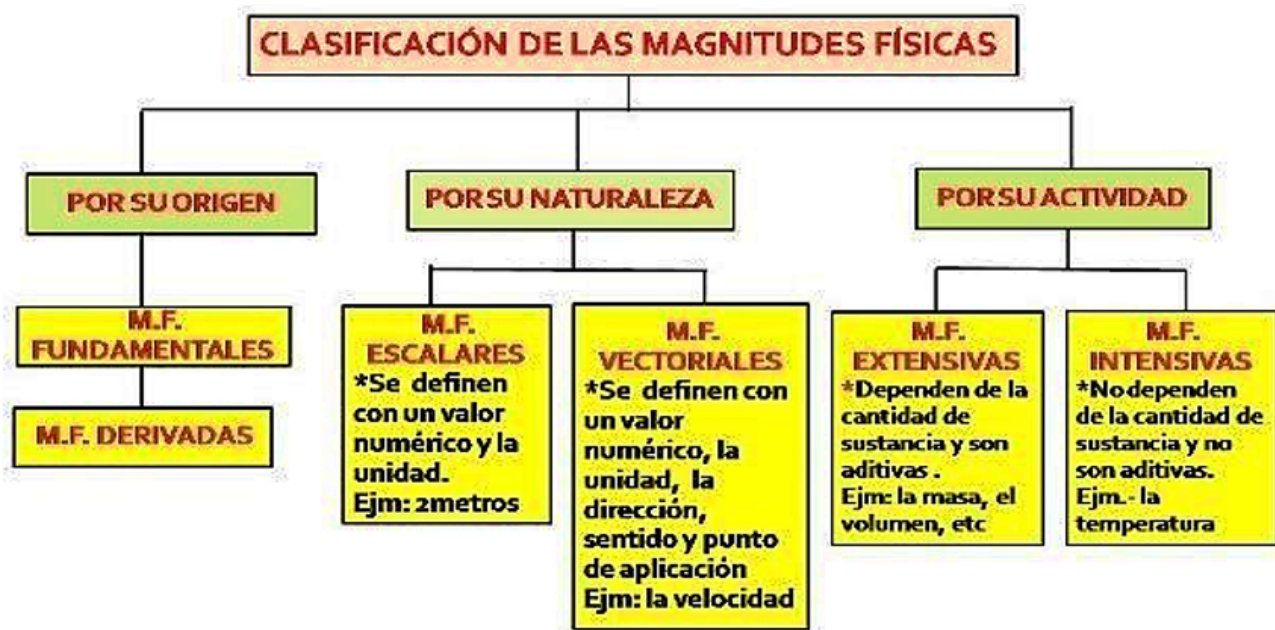 CLASIFICACIÓN DE LAS MAGNITUDES FÍSICAS
POR SU ORIGEN
M.F.
FUNDAMENTALES
M.F. DERIVADAS
POR SU NATURALEZA
M.F.
ESCALARES
*Se definen
con un valor
numérico y la
unidad.
Ejm: 2metros
M.F.
VECTORIALES
*Se definen con
un valor
numérico, la
unidad, la
dirección,
sentido y punto
de aplicación
Ejm: la velocidad
POR SU ACTIVIDAD
M.F.
EXTENSIVAS
*Dependen de la
cantidad de
sustancia y son
aditivas .
Ejm: la masa, el
volumen, etc
M.F.
INTENSIVAS
*No dependen
de la cantidad de
sustancia y no
son aditivas.
Ejm.- la
temperatura